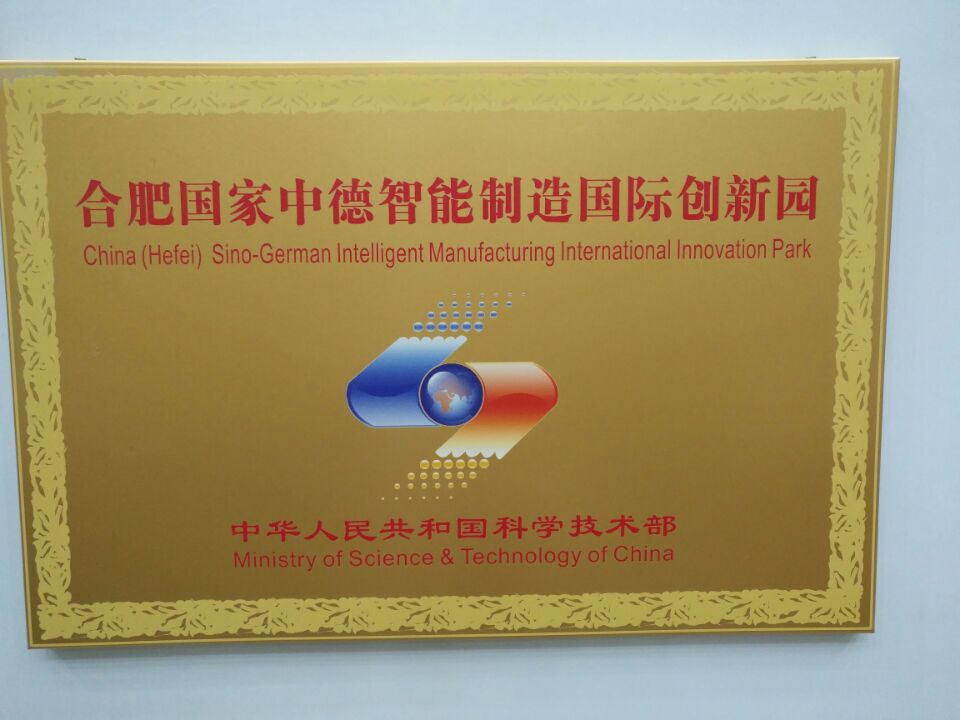 合肥国家中德智能制造国际创新园
China (Hefei) Sino-German Intelligent Manufacturing International Innovation Park
中华人民共和国科学技术部
Ministry of Science & Technology of China